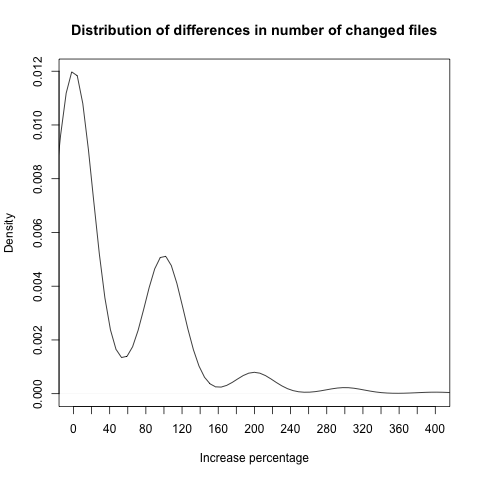 Distribution of differences in number of changed files
Density
0.000 0.002 0.004 0.006 0.008 0.010 0.012
0 40 80 120 160 200 240 280 320 360 400
Increase percentage